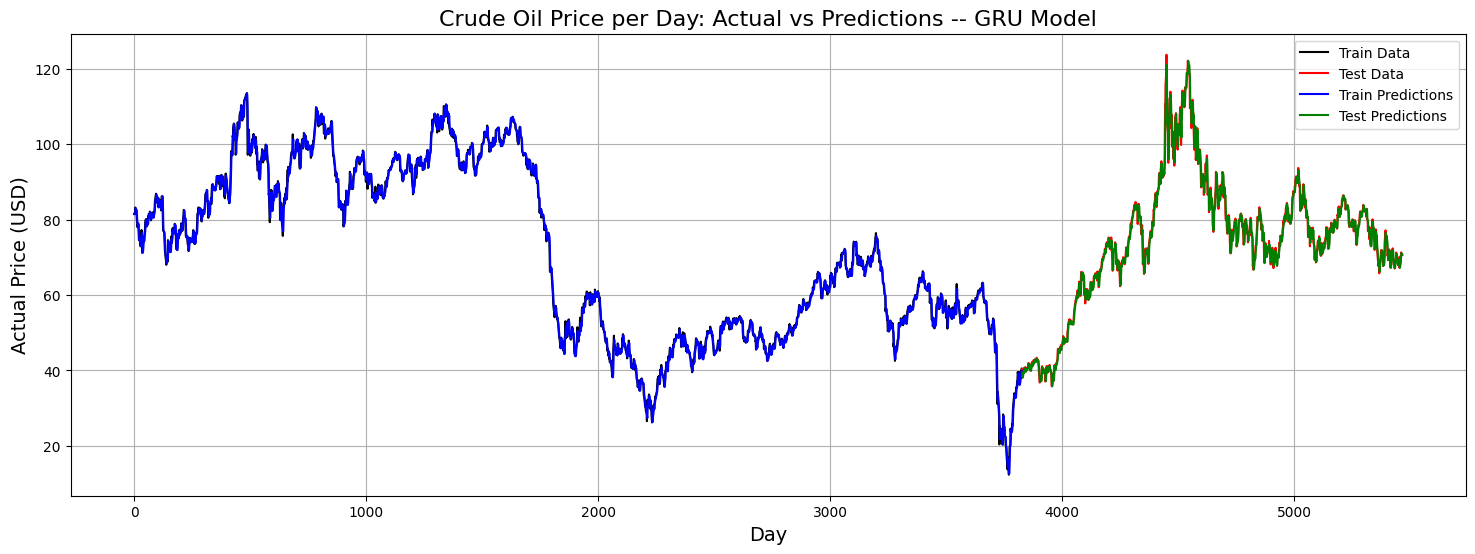 Crude Oil Price per Day: Actual vs Predictions -- GRU Model
Train Data
Test Data
Train Predictions
Test Predictions
Actual Price (USD)
120
100
80
60
40
20
0
1000
2000
3000
4000
5000
Day